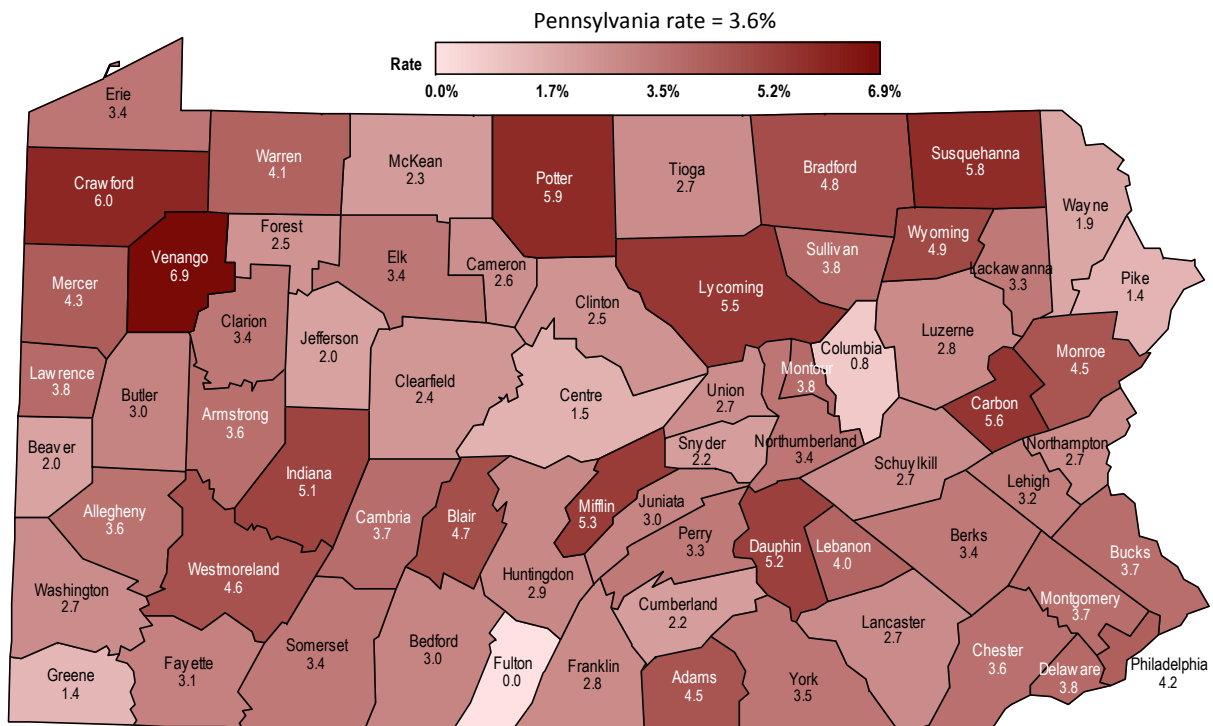 Pennsylvania rate = 3.6%
Rate
0.0% 1.7% 3.5% 5.2% 6.9%
Erie
3.4
Crawford
6.0
Warren
4.1
McKean
2.3
Potter
5.9
Tioga
2.7
Bradford
4.8
Susquehanna
5.8
Wayne
1.9
Forest
2.5
Venango
6.9
Elk
3.4
Cameron
2.6
Sullivan
3.8
Wyoming
4.9
Lackawanna
3.3
Pike
1.4
Mercer
4.3
Clarion
3.4
Jefferson
2.0
Clinton
2.5
Lycoming
5.5
Columbia
0.8
Luzerne
2.8
Monroe
4.5
Lawrence
3.8
Butler
3.0
Armstrong
3.6
Clearfield
2.4
Centre
1.5
Union
2.7
Montour
3.8
Carbon
5.6
Beaver
2.0
Indiana
5.1
Snyder
2.2
Northumberland
3.4
Schuylkill
2.7
Northampton
2.7
Lehigh
3.2
Allegheny
3.6
Cambria
3.7
Blair
4.7
Mifflin
5.3
Juniata
3.0
Perry
3.3
Dauphin
5.2
Lebanon
4.0
Berks
3.4
Bucks
3.7
Washington
2.7
Westmoreland
4.6
Huntingdon
2.9
Cumberland
2.2
Lancaster
2.7
Montgomery
3.7
Greene
1.4
Fayette
3.1
Somerset
3.4
Bedford
3.0
Fulton
0.0
Franklin
2.8
Adams
4.5
York
3.5
Chester
3.6
Delaware
3.8
Philadelphia
4.2